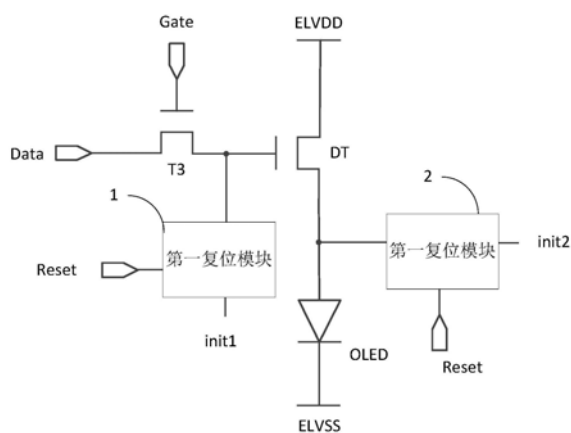 Gate
ELVDD
Data
T3
DT
1
2
第一复位模块
第一复位模块
Reset
init1
init2
OLED
Reset
ELVSS